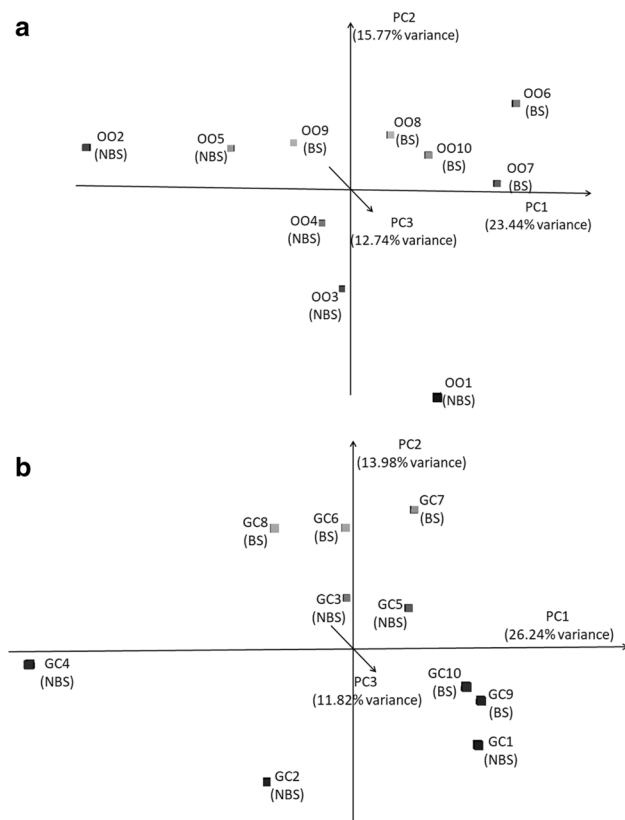 a
PC2
(15.77% variance)
OO6
(BS)
OO2
(NBS)
OO5
(NBS)
OO9
(BS)
OO8
(BS)
OO10
(BS)
OO7
(BS)
PC1
(23.44% variance)
OO4
(NBS)
PC3
(12.74% variance)
OO3
(NBS)
OO1
(NBS)
b
PC2
(13.98% variance)
GC8
(BS)
GC6
(BS)
GC7
(BS)
GC3
(NBS)
GC5
(NBS)
PC1
(26.24% variance)
GC4
(NBS)
PC3
(11.82% variance)
GC10
(BS)
GC9
(BS)
GC1
(NBS)
GC2
(NBS)